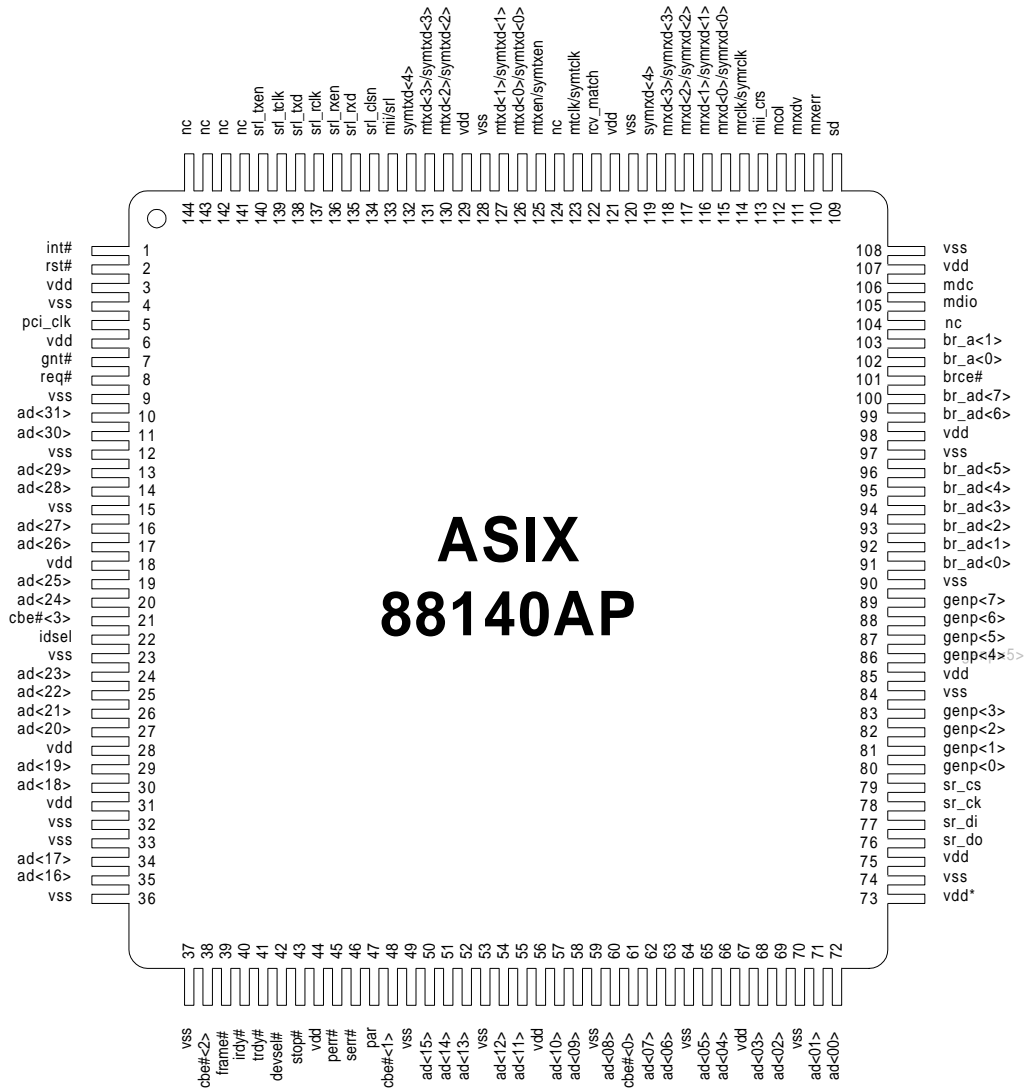 nc
nc
nc
nc
srl_txen
srl_tclk
srl_txd
srl_rclk
srl_rxen
srl_rxd
srl_clsn
mii/srl
symtxd<4>
mtxd<3>/symtxd<3>
mtxd<2>/symtxd<2>
vdd
vss
mtxd<1>/symtxd<1>
mtxd<0>/symtxd<0>
mtxen/symtxen
nc
mtclk/symtclk
rcv_match
vdd
vss
symrxd<4>
mrxd<3>/symrxd<3>
mrxd<2>/symrxd<2>
mrxd<1>/symrxd<1>
mrxd<0>/symrxd<0>
mrclk/symrclk
mii_crs
mcol
mrxdv
mrxerr
sd
144
143
142
141
140
139
138
137
136
135
134
133
132
131
130
129
128
127
126
125
124
123
122
121
120
119
118
117
116
115
114
113
112
111
110
109
int# 1
rst# 2
vdd 3
vss 4
pci_clk 5
vdd 6
gnt# 7
req# 8
vss 9
ad<31> 10
ad<30> 11
vss 12
ad<29> 13
ad<28> 14
vss 15
ad<27> 16
ad<26> 17
vdd 18
ad<25> 19
ad<24> 20
cbe#<3> 21
idsel 22
vss 23
ad<23> 24
ad<22> 25
ad<21> 26
ad<20> 27
vdd 28
ad<19> 29
ad<18> 30
vdd 31
vss 32
vss 33
ad<17> 34
ad<16> 35
vss 36
ASIX
88140AP
108 vss
107 vdd
106 mdc
105 mdio
104 nc
103 br_a<1>
102 br_a<0>
101 brce#
100 br_ad<7>
99 br_ad<6>
98 vdd
97 vss
96 br_ad<5>
95 br_ad<4>
94 br_ad<3>
93 br_ad<2>
92 br_ad<1>
91 br_ad<0>
90 vss
89 genp<7>
88 genp<6>
87 genp<5>
86 genp<4>
85 vdd
84 vss
83 genp<3>
82 genp<2>
81 genp<1>
80 genp<0>
79 sr_cs
78 sr_ck
77 sr_di
76 sr_do
75 vdd
74 vss
73 vdd*
37
38
39
40
41
42
43
44
45
46
47
48
49
50
51
52
53
54
55
56
57
58
59
60
61
62
63
64
65
66
67
68
69
70
71
72
vss
cbe#<2>
frame#
irdy#
trdy#
devsel#
stop#
vdd
perr#
serr#
par
cbe#<1>
vss
ad<15>
ad<14>
ad<13>
vss
ad<12>
ad<11>
vdd
ad<10>
ad<09>
vss
ad<08>
cbe#<0>
ad<07>
ad<06>
vss
ad<05>
ad<04>
vdd
ad<03>
ad<02>
vss
ad<01>
ad<00>